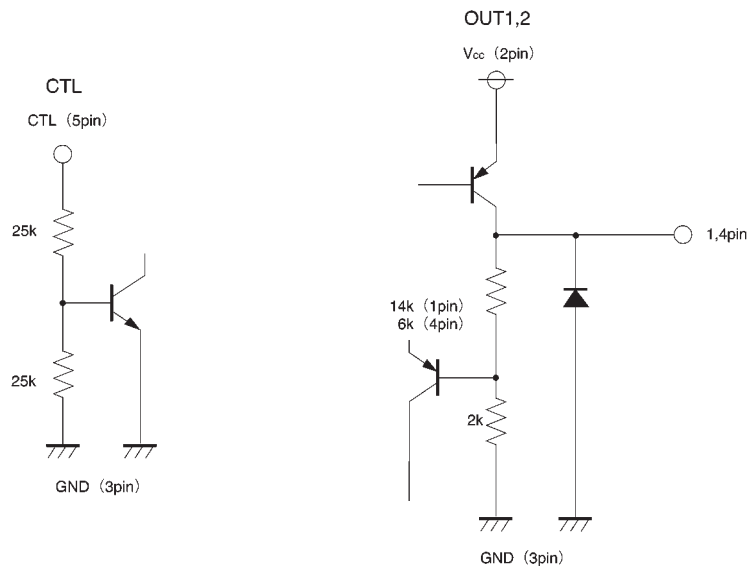 CTL
CTL (5pin)
25k
25k
GND (3pin)
OUT1,2
Vcc (2pin)
1,4pin
14k (1pin)
6k (4pin)
2k
GND (3pin)